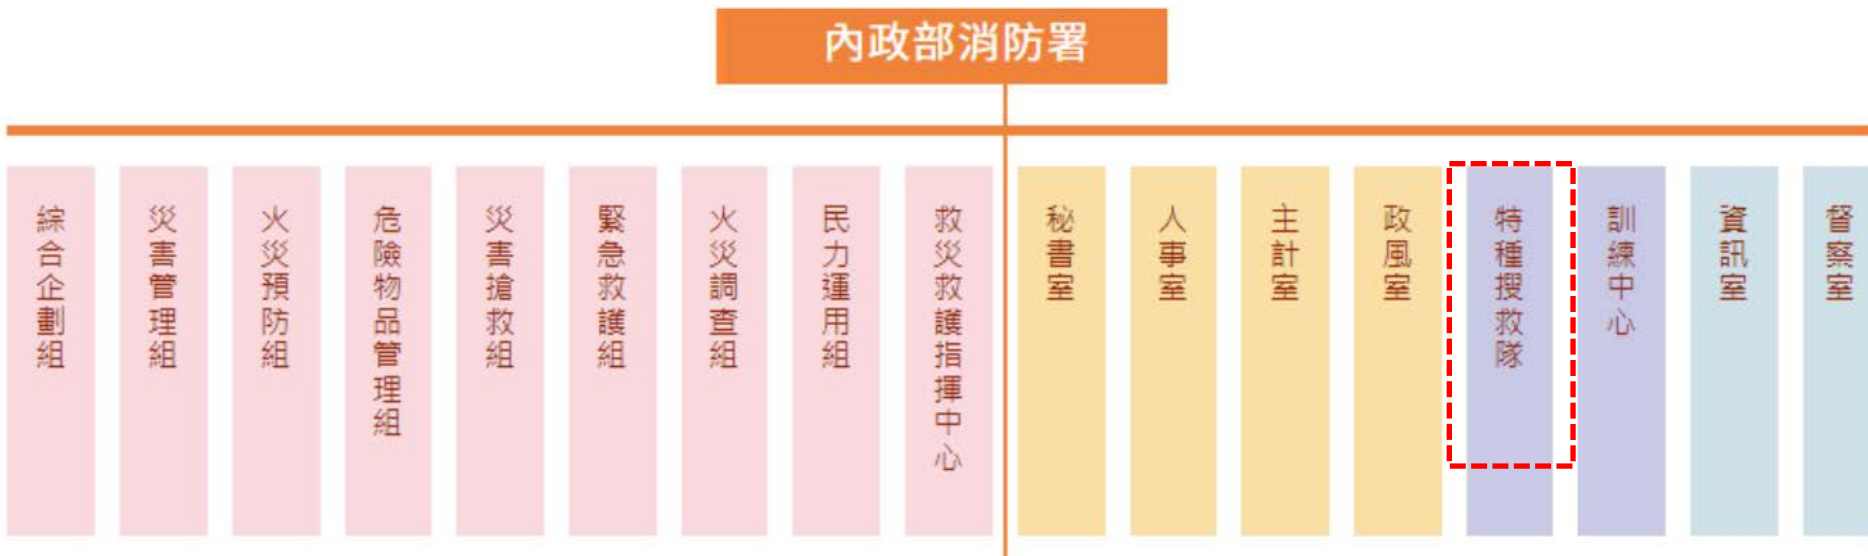 內政部消防署
綜合企劃組
災害管理組
火災預防組
危險物品管理組
災害搶救組
緊急救護組
火災調查組
民力運用組
救災救護指揮中心
秘書室
人事室
主計室
政風室
特種搜救隊
訓練中心
資訊室
督察室